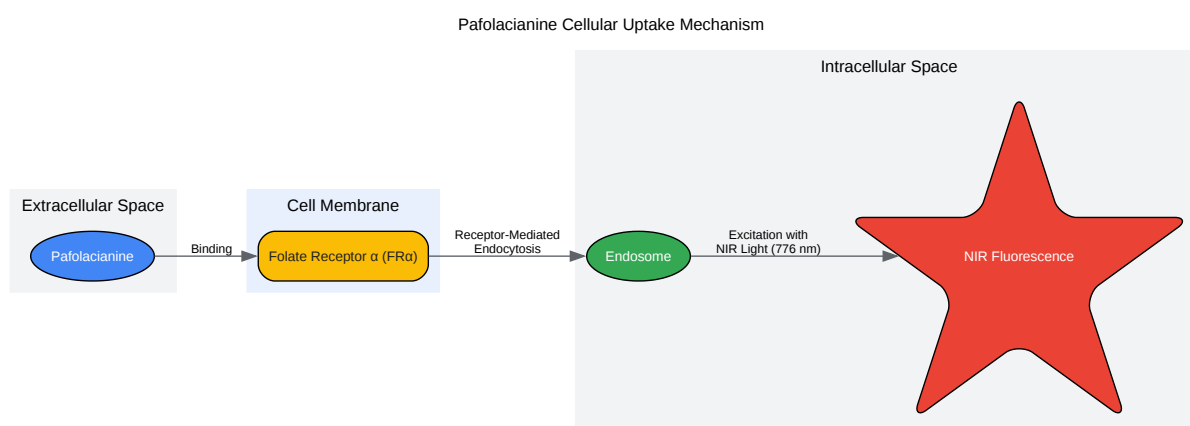 Pafolacianine Cellular Uptake Mechanism
Extracellular Space
Pafolacianine
Binding
Cell Membrane
Folate Receptor α (FRα)
Receptor-Mediated
Endocytosis
Intracellular Space
Endosome
Excitation with
NIR Light (776 nm)
NIR Fluorescence